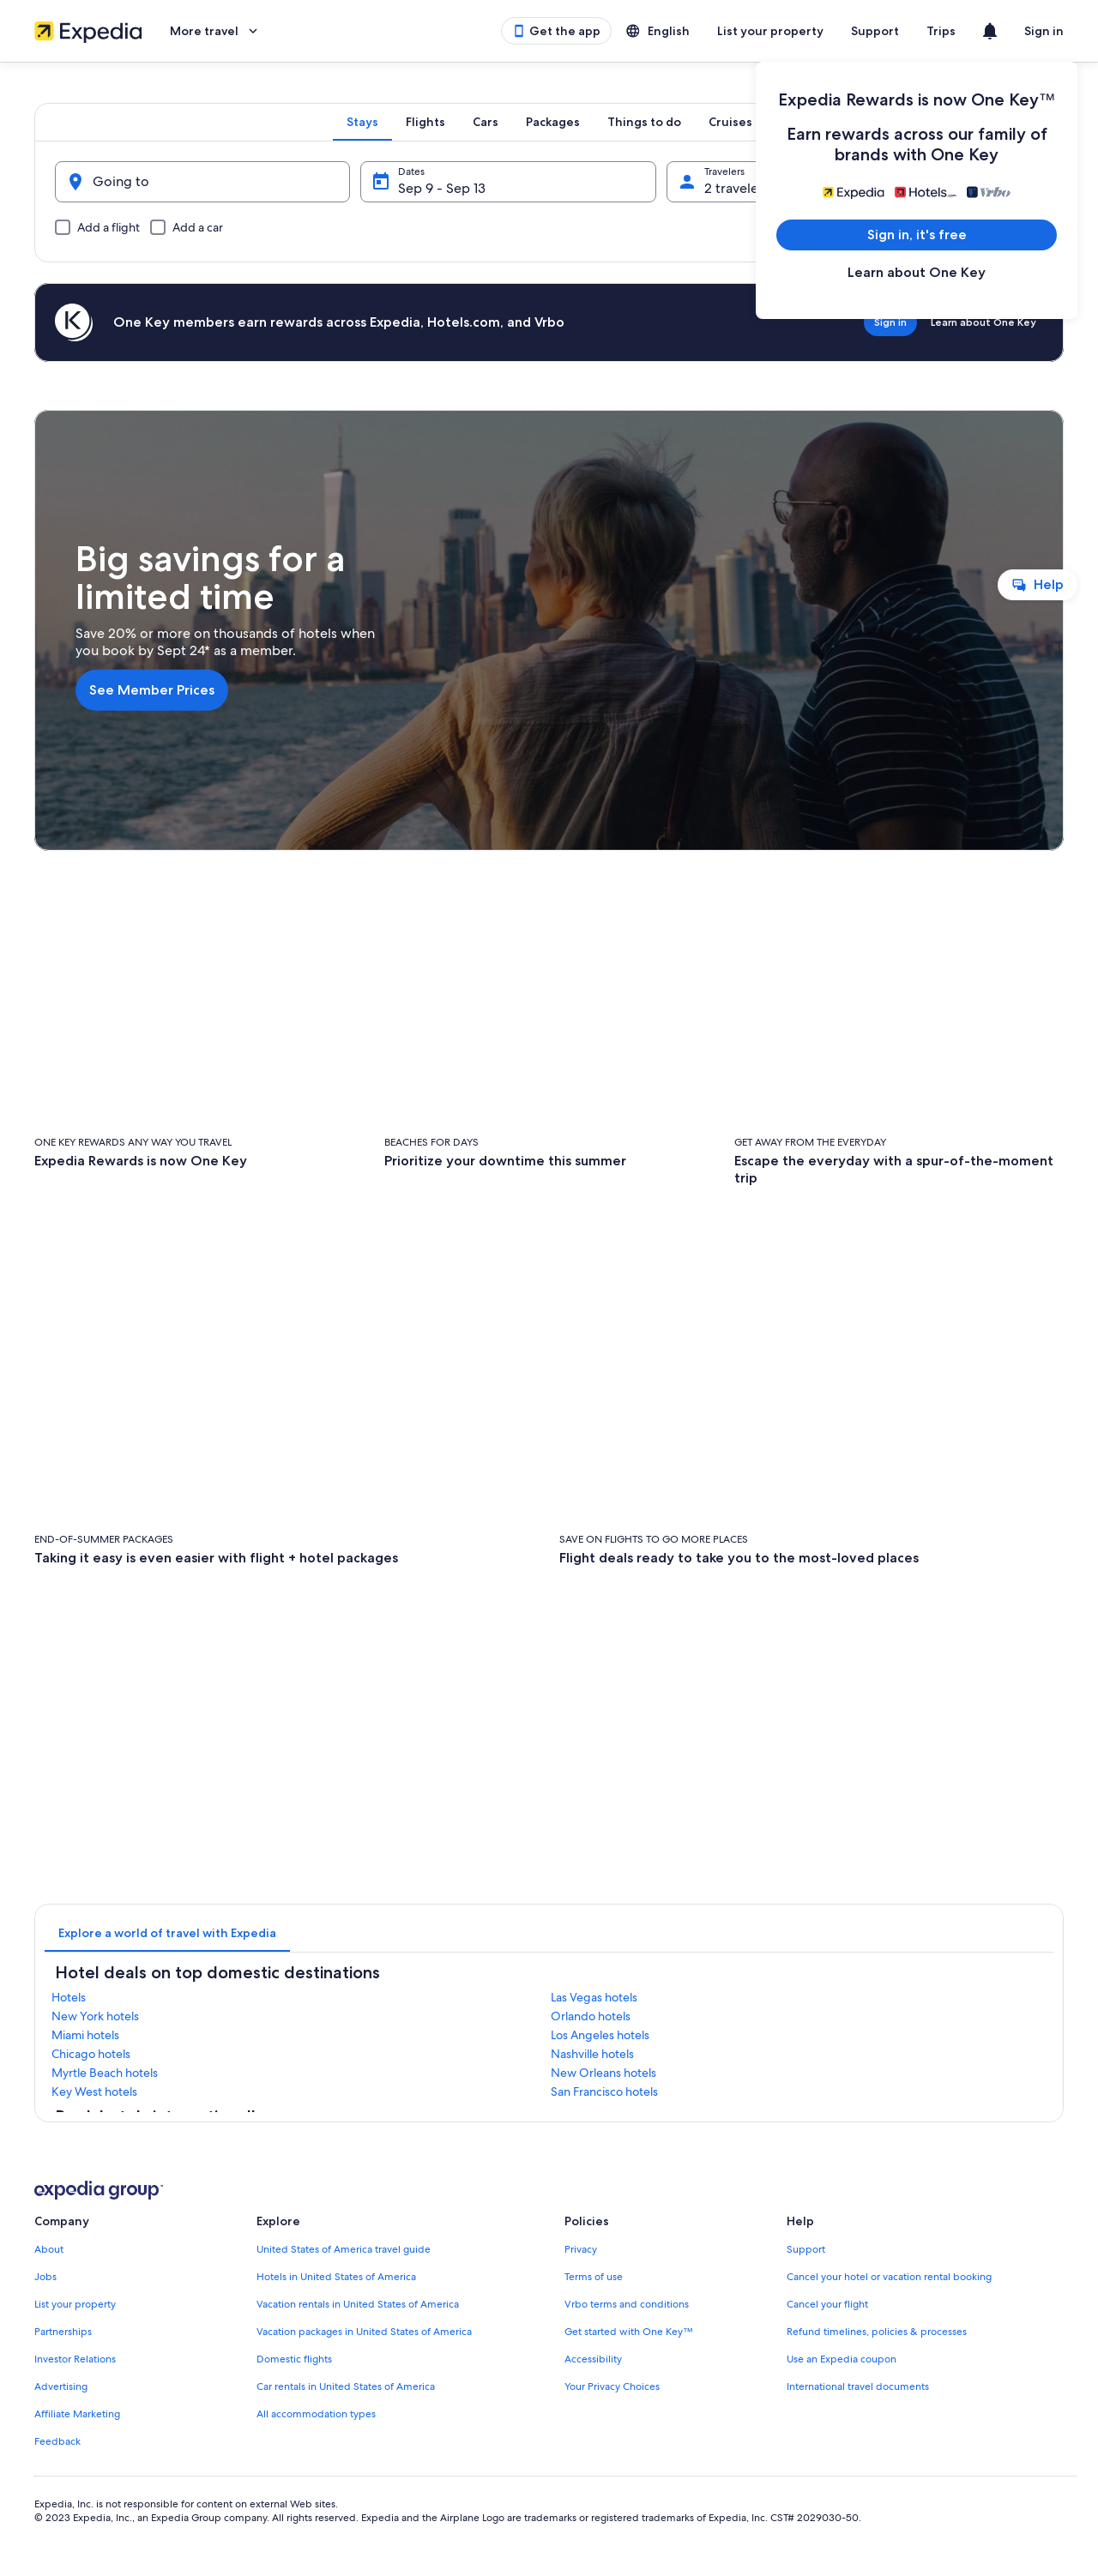 Expedia
More travel
Get the app
English
List your property
Support
Trips
Sign in
Expedia Rewards is now One Key™
Earn rewards across our family of
brands with One Key
Expedia Hotels Vrbo
Sign in, it's free
Learn about One Key
Stays
Flights
Cars
Packages
Things to do
Cruises
Going to
Dates
Sep 9 - Sep 13
Travelers
2 travele
Add a flight
Add a car
One Key members earn rewards across Expedia, Hotels.com, and Vrbo
Sign in
Learn about One Key
Big savings for a
limited time
Save 20% or more on thousands of hotels when
you book by Sept 24* as a member.
See Member Prices
Help
ONE KEY REWARDS ANY WAY YOU TRAVEL
Expedia Rewards is now One Key
BEACHES FOR DAYS
Prioritize your downtime this summer
GET AWAY FROM THE EVERYDAY
Escape the everyday with a spur-of-the-moment
trip
END-OF-SUMMER PACKAGES
Taking it easy is even easier with flight + hotel packages
SAVE ON FLIGHTS TO GO MORE PLACES
Flight deals ready to take you to the most-loved places
Explore a world of travel with Expedia
Hotel deals on top domestic destinations
Hotels
Las Vegas hotels
New York hotels
Orlando hotels
Miami hotels
Los Angeles hotels
Chicago hotels
Nashville hotels
Myrtle Beach hotels
New Orleans hotels
Key West hotels
San Francisco hotels
expedia group
Company
About
Jobs
List your property
Partnerships
Investor Relations
Advertising
Affiliate Marketing
Feedback
Explore
United States of America travel guide
Hotels in United States of America
Vacation rentals in United States of America
Vacation packages in United States of America
Domestic flights
Car rentals in United States of America
All accommodation types
Policies
Privacy
Terms of use
Vrbo terms and conditions
Get started with One Key™
Accessibility
Your Privacy Choices
Help
Support
Cancel your hotel or vacation rental booking
Cancel your flight
Refund timelines, policies & processes
Use an Expedia coupon
International travel documents
Expedia, Inc. is not responsible for content on external Web sites.
© 2023 Expedia, Inc., an Expedia Group company. All rights reserved. Expedia and the Airplane Logo are trademarks or registered trademarks of Expedia, Inc. CST# 2029030-50.